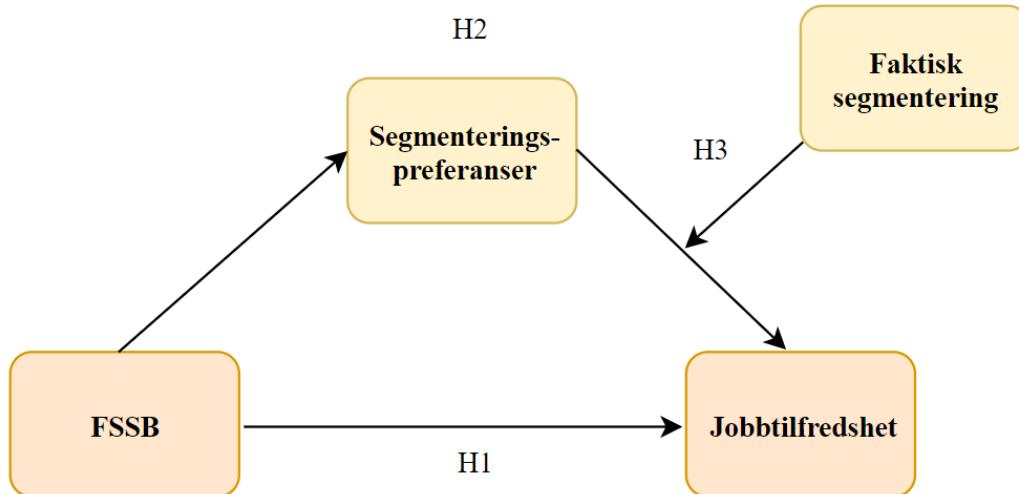 H2
Faktisk
segmentering
Segmenterings-
preferanser
H3
FSSB
Jobbtilfredshet
H1